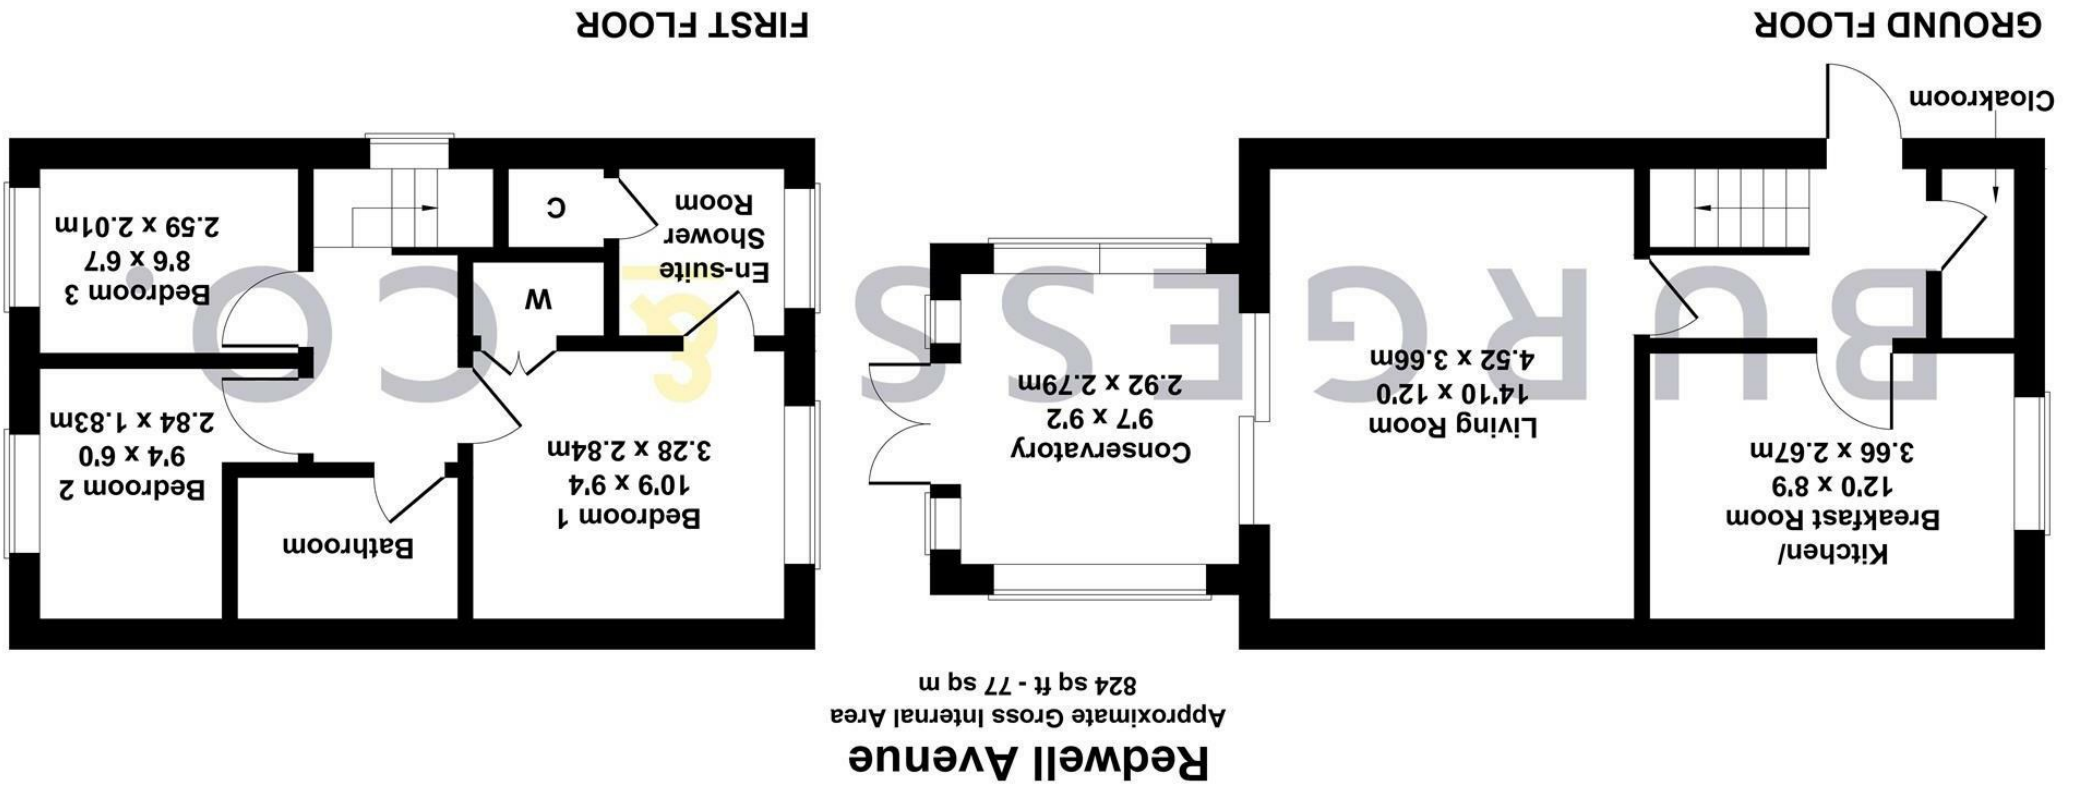 Redwell Avenue
Approximate Gross Internal Area
824 sq ft - 77 sq m
Kitchen/
Breakfast Room
12'0 x 8'9
3.66 x 2.67m
Living Room
14'10 x 12'0
4.52 x 3.66m
Conservatory
9'7 x 9'2
2.92 x 2.79m
Cloakroom
GROUND FLOOR
Bedroom 1
10'9 x 9'4
3.28 x 2.84m
Bathroom
Bedroom 2
9'4 x 6'0
2.84 x 1.83m
W
En-suite
Shower
Room
C
Bedroom 3
8'6 x 6'7
2.59 x 2.01m
FIRST FLOOR
BURGESS & CO.